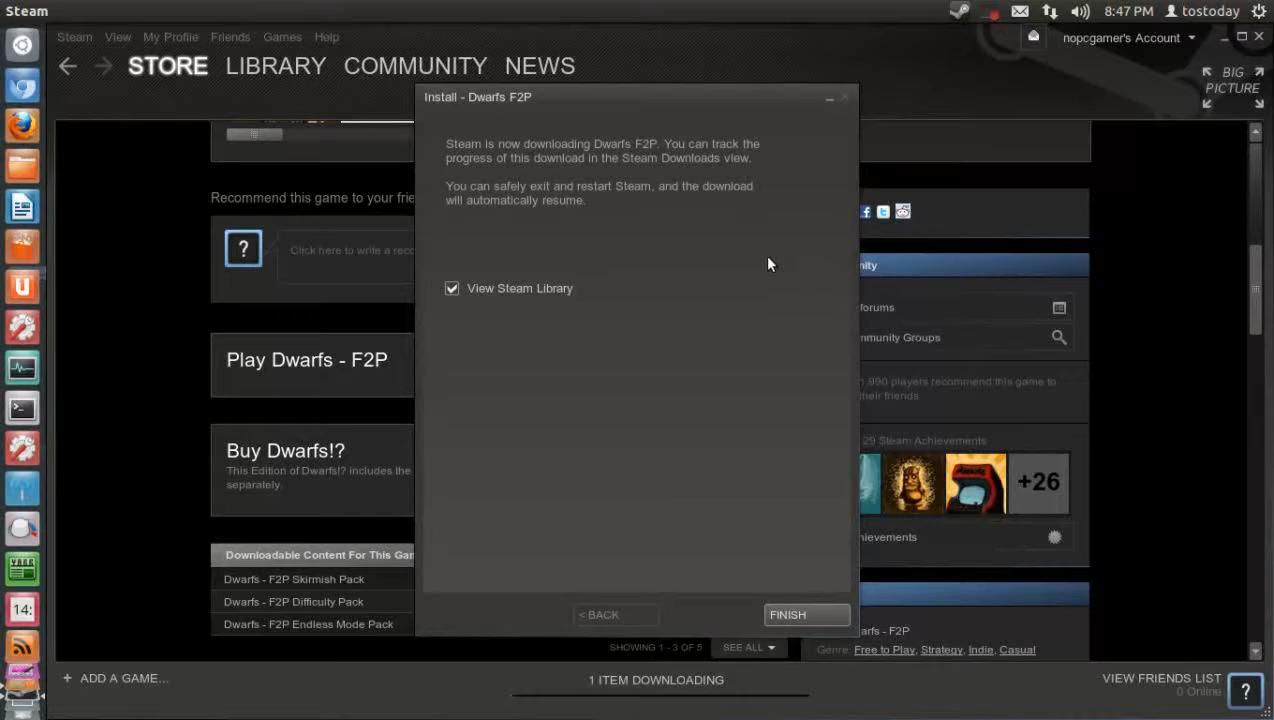 Steam
8:47 PM
tostoday
Steam View My Profile Friends Games Help
nopcgamer's Account
STORE LIBRARY COMMUNITY NEWS
BIG
PICTURE
Install - Dwarfs F2P
Steam is now downloading Dwarfs F2P. You can track the
progress of this download in the Steam Downloads view.
You can safely exit and restart Steam, and the download
will automatically resume.
View Steam Library
< BACK
FINISH
Recommend this game to your frie
?
Click here to write a reco
Play Dwarfs - F2P
Buy Dwarfs!?
This Edition of Dwarfs!? includes the
separately.
Downloadable Content For This Gam
Dwarfs - F2P Skirmish Pack
Dwarfs - F2P Difficulty Pack
Dwarfs - F2P Endless Mode Pack
SHOWING 1 - 3 OF 5
SEE ALL
nity
forums
mmunity Groups
990 players recommend this game to
their friends
29 Steam Achievements
+26
hievements
arfs - F2P
Genre: Free to Play, Strategy, Indie, Casual
14:
U
+ ADD A GAME...
1 ITEM DOWNLOADING
VIEW FRIENDS LIST
0 Online
?